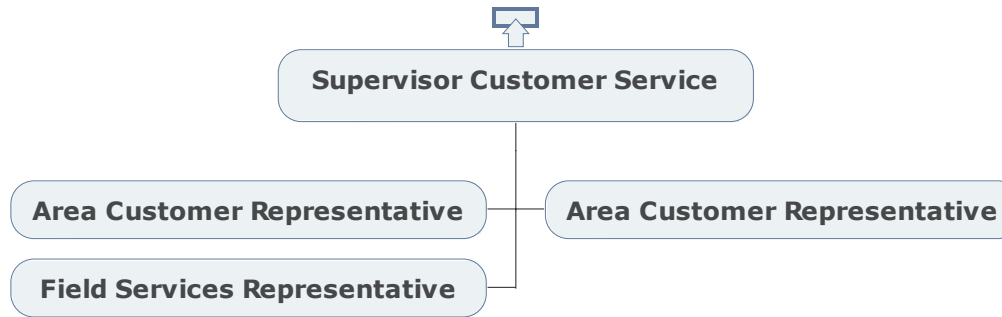 Supervisor Customer Service
Area Customer Representative
Area Customer Representative
Field Services Representative